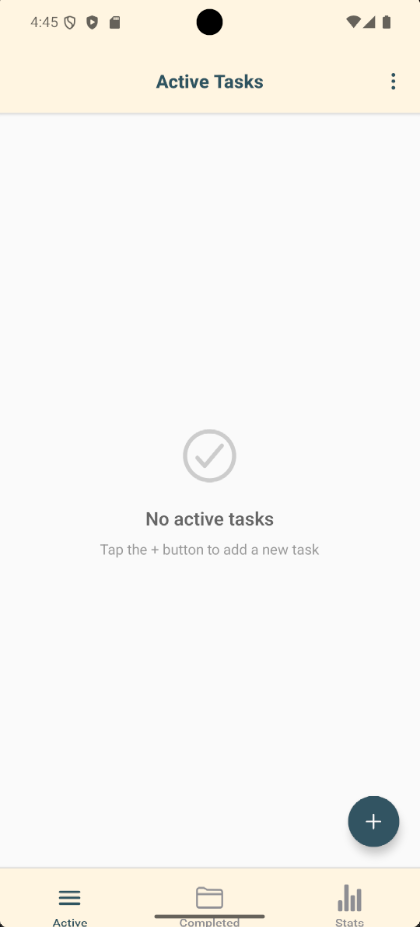 4:45
Active Tasks
No active tasks
Tap the + button to add a new task
+
Active
Completed
Stats